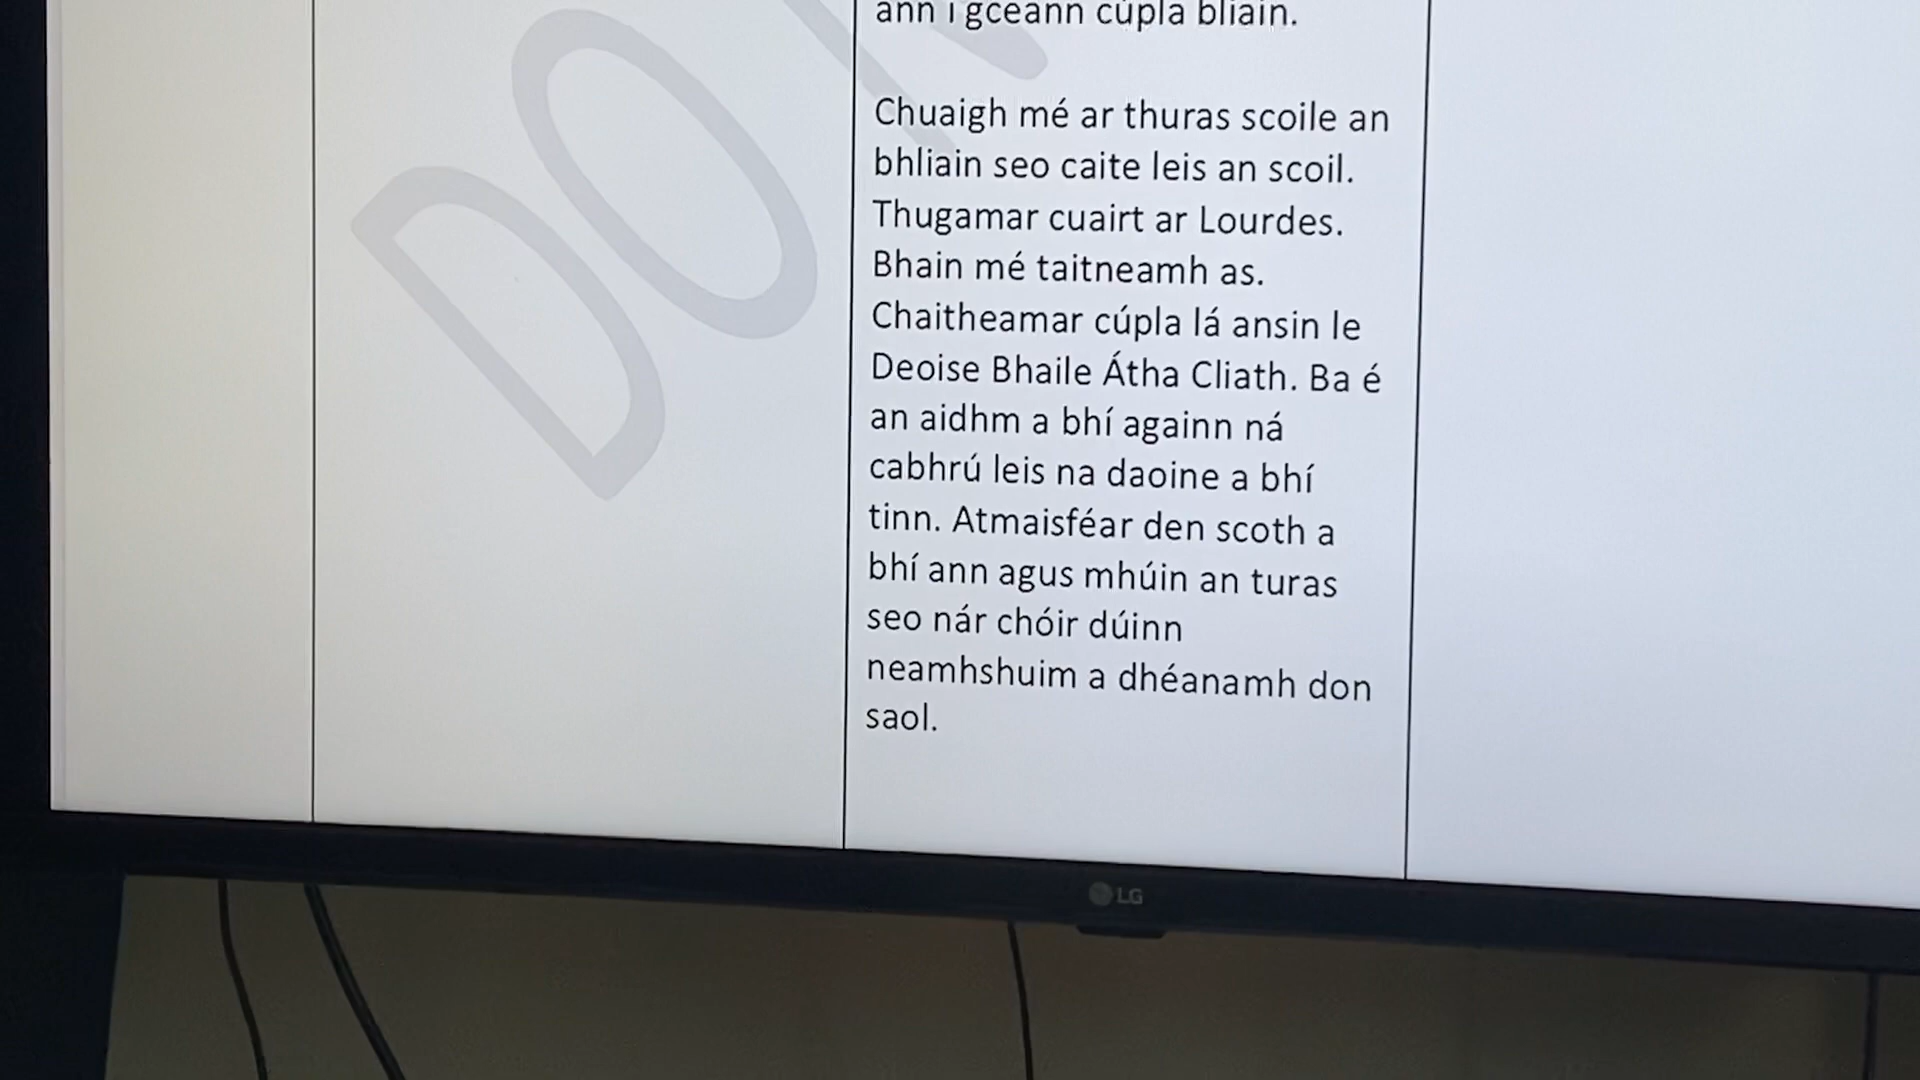 ann i gceann cúpla bliain.
Chuaigh mé ar thuras scoile an
bhliain seo caite leis an scoil.
Thugamar cuairt ar Lourdes.
Bhain mé taitneamh as.
Chaitheamar cúpla lá ansin le
Deoise Bhaile Átha Cliath. Ba é
an aidhm a bhí againn ná
cabhrú leis na daoine a bhí
tinn. Atmaisféar den scoth a
bhí ann agus mhúin an turas
seo nár chóir dúinn
neamhshuim a dhéanamh don
saol.
DO
LG